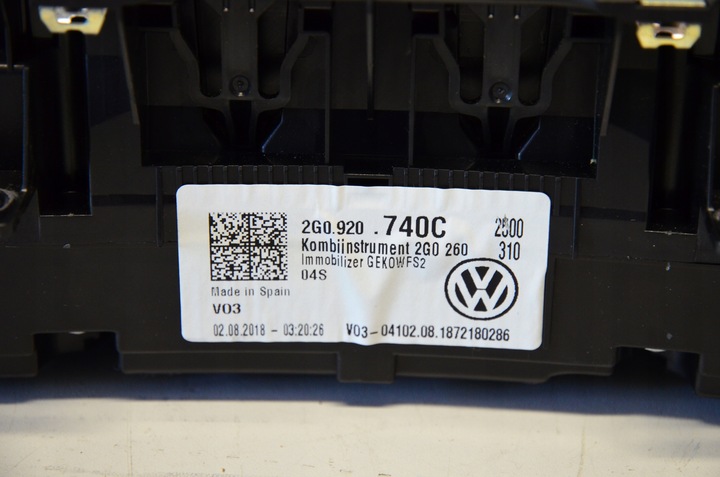 2G0.920 .740C 2800
Kombiinstrument 2G0 260 310
Immobilizer GEKOWFS2
04S
Made in Spain
V03
02.08.2018 – 03:20:26 V03–04102.08.1872180286